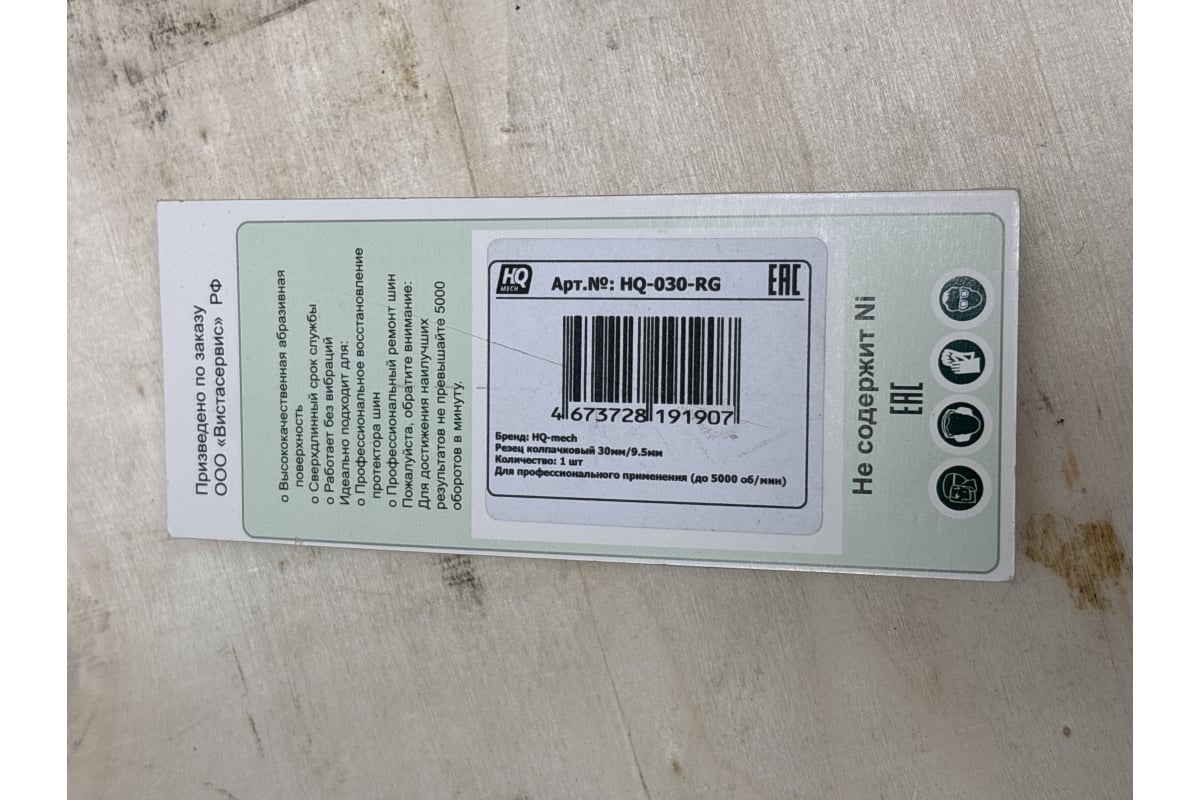 Призведено по заказу
ООО «Вистасервис» РФ
о Высококачественная абразивная
поверхность
о Сверхдлинный срок службы
о Работает без вибраций
Идеально подходит для:
о Профессиональное восстановление
протектора шин
о Профессиональный ремонт шин
Пожалуйста, обратите внимание:
Для достижения наилучших
результатов не превышайте 5000
оборотов в минуту.
HQ
MECH
Арт.№: HQ-030-RG
EAC
4 673728 191907
Бренд: HQ-mech
Резец колпачковый 30мм/9.5мм
Количество: 1 шт
Для профессионального применения (до 5000 об/мин)
Не содержит Ni
EAC